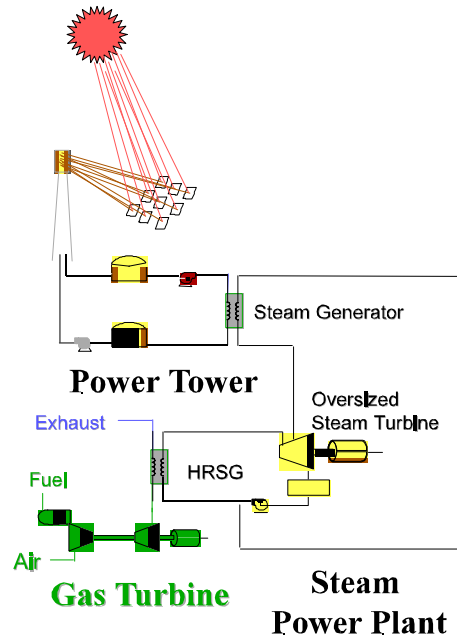 Steam Generator
Power Tower
Oversized
Steam Turbine
Exhaust
HRSG
Fuel
Air
Gas Turbine
Steam
Power Plant